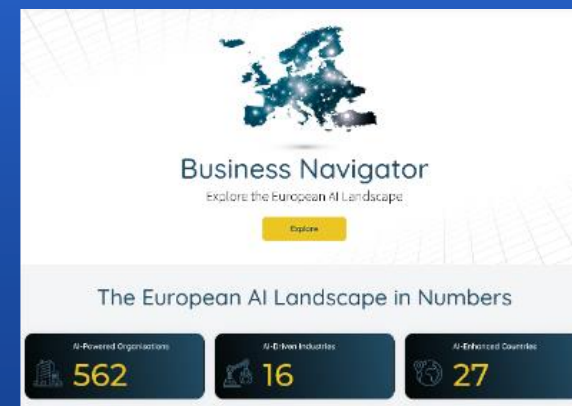 Business Navigator
Explore the European AI Landscape
Explore
The European AI Landscape in Numbers
AI-Powered Organisations
562
AI-Driven Industries
16
AI-Enhanced Countries
27